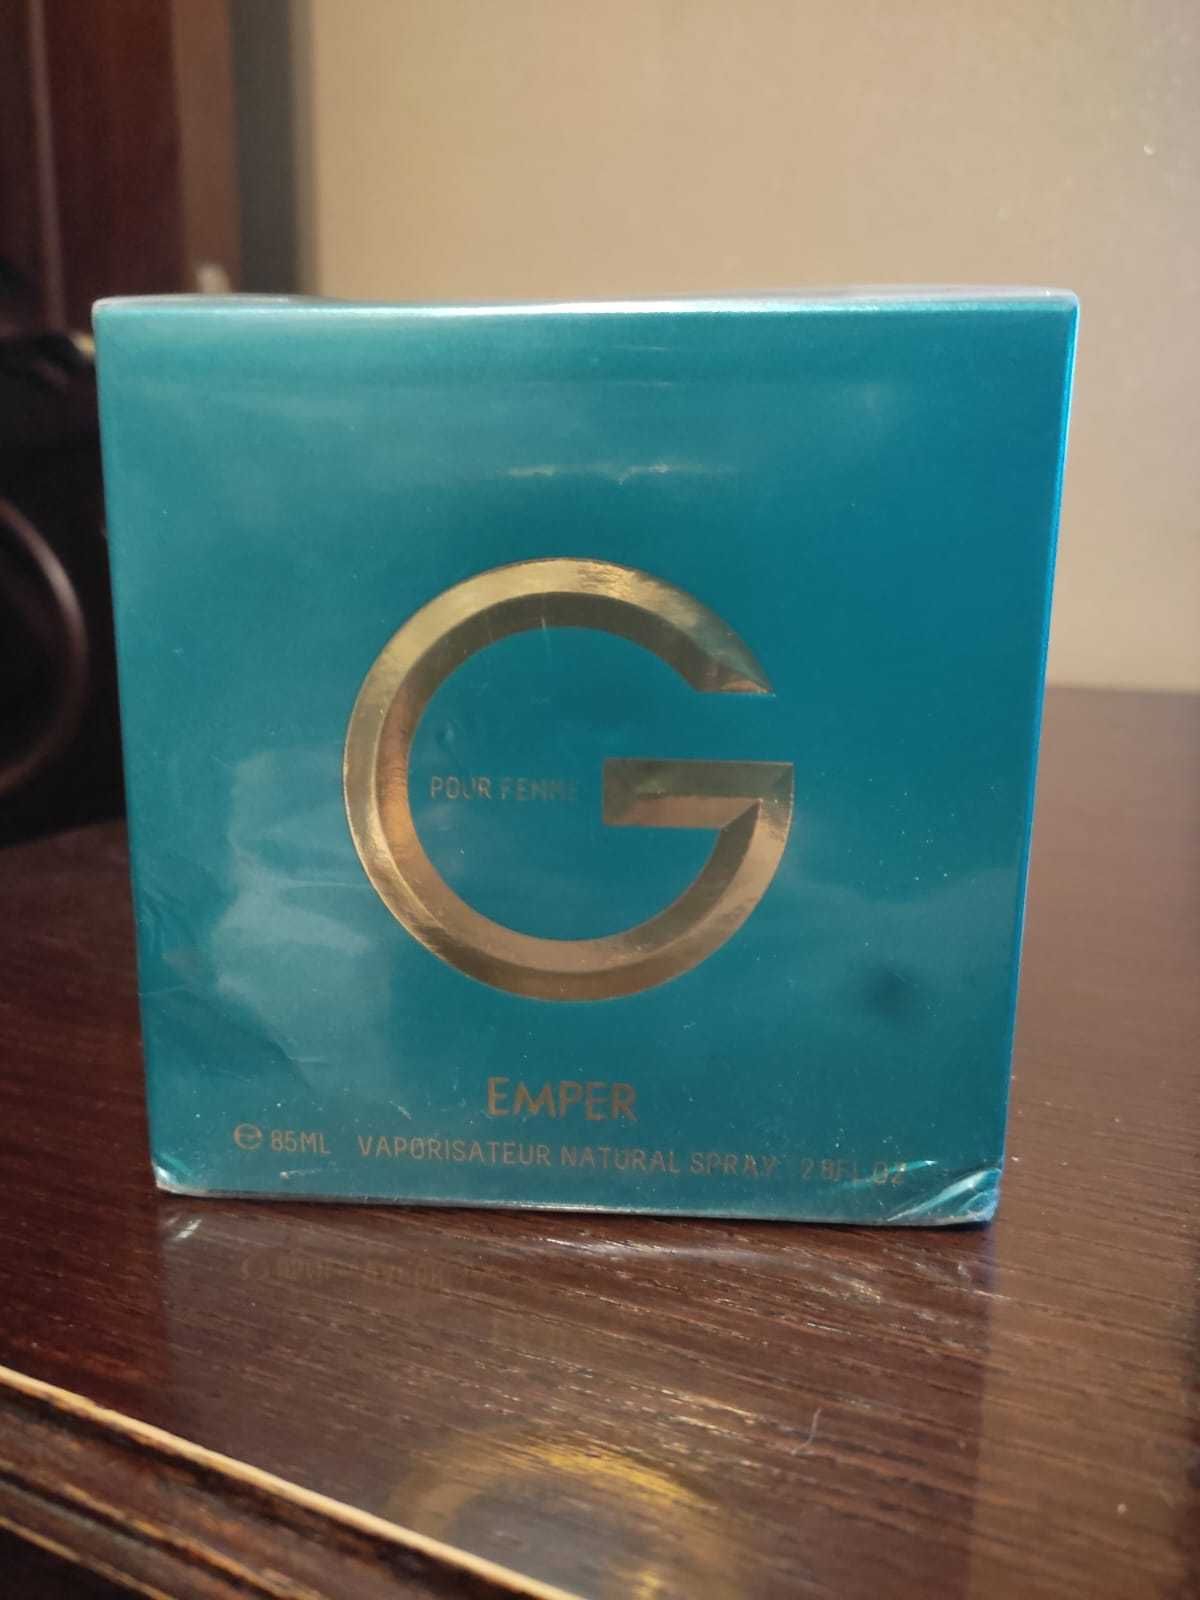 G
POUR FEMME
EMPER
℮ 85ML VAPORISATEUR NATURAL SPRAY 2.8FL.OZ